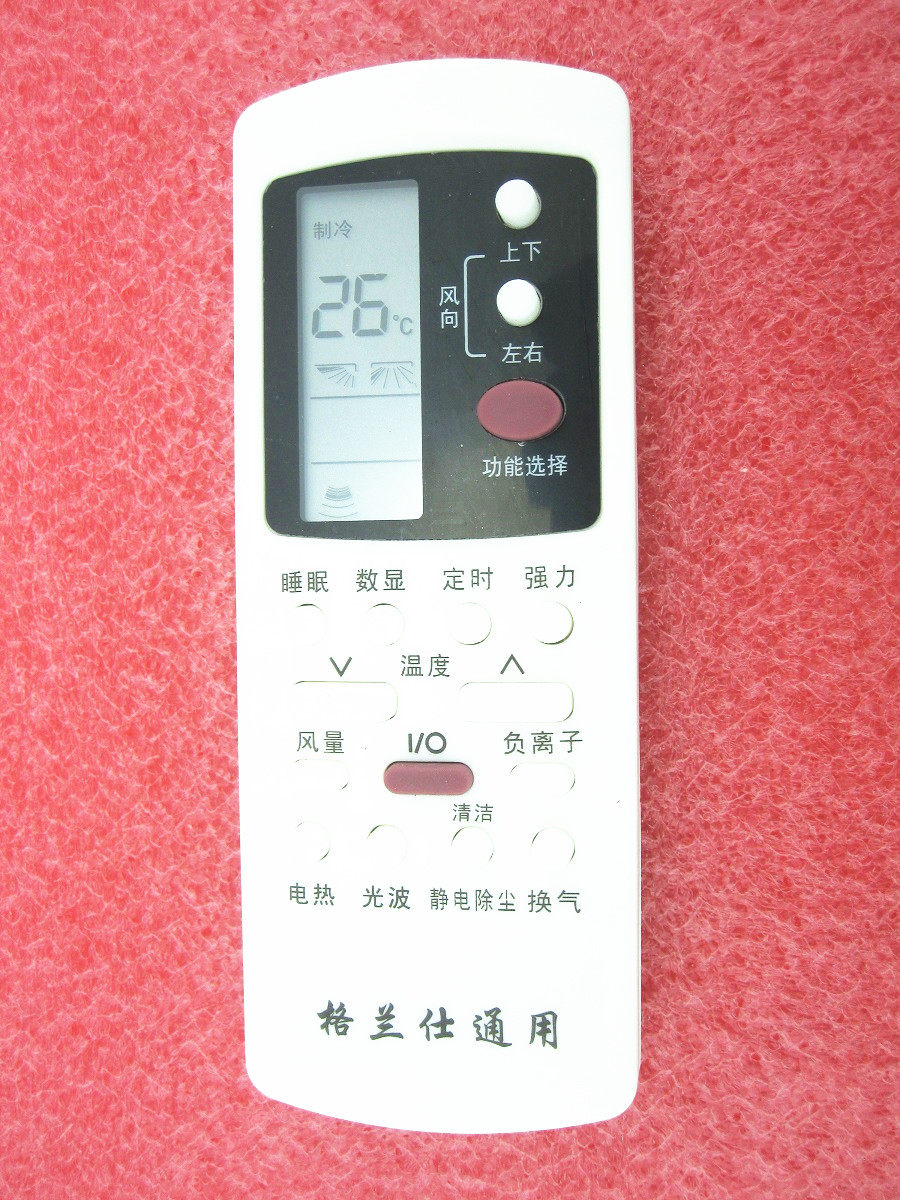 制冷
26°C
上下
风向
左右
功能选择
睡眠 数显 定时 强力
∨ 温度 ∧
风量 I/O 负离子
清洁
电热 光波 静电除尘 换气
格兰仕通用